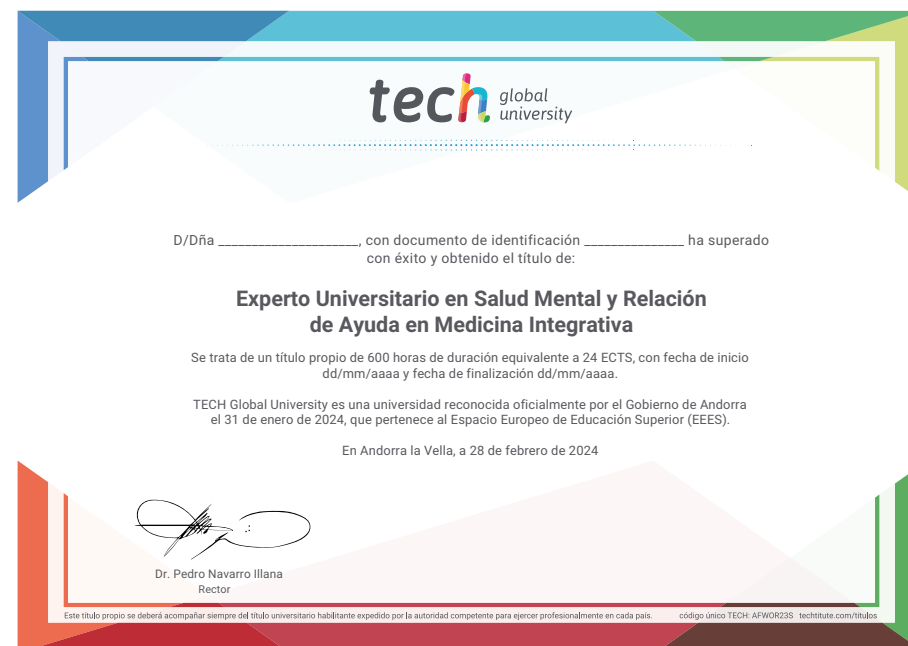 tech global university
D/Dña _____________________, con documento de identificación _______________ ha superado
con éxito y obtenido el título de:
Experto Universitario en Salud Mental y Relación
de Ayuda en Medicina Integrativa
Se trata de un título propio de 600 horas de duración equivalente a 24 ECTS, con fecha de inicio
dd/mm/aaaa y fecha de finalización dd/mm/aaaa.
TECH Global University es una universidad reconocida oficialmente por el Gobierno de Andorra
el 31 de enero de 2024, que pertenece al Espacio Europeo de Educación Superior (EEES).
En Andorra la Vella, a 28 de febrero de 2024
Dr. Pedro Navarro Illana
Rector
Este título propio se deberá acompañar siempre del título universitario habilitante expedido por la autoridad competente para ejercer profesionalmente en cada país. código único TECH: AFWOR23S techtitute.com/titulos